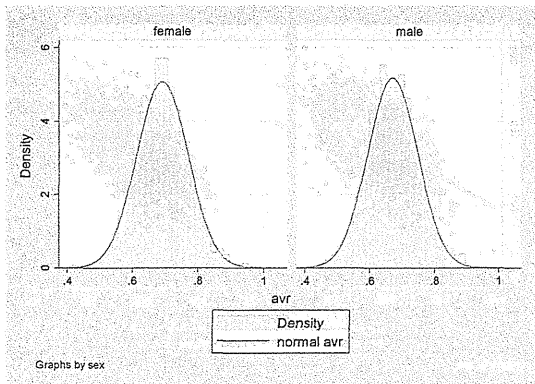 female male
Density
6
4
2
0
.4 .6 .8 1 .4 .6 .8 1
avr
Density
normal avr
Graphs by sex